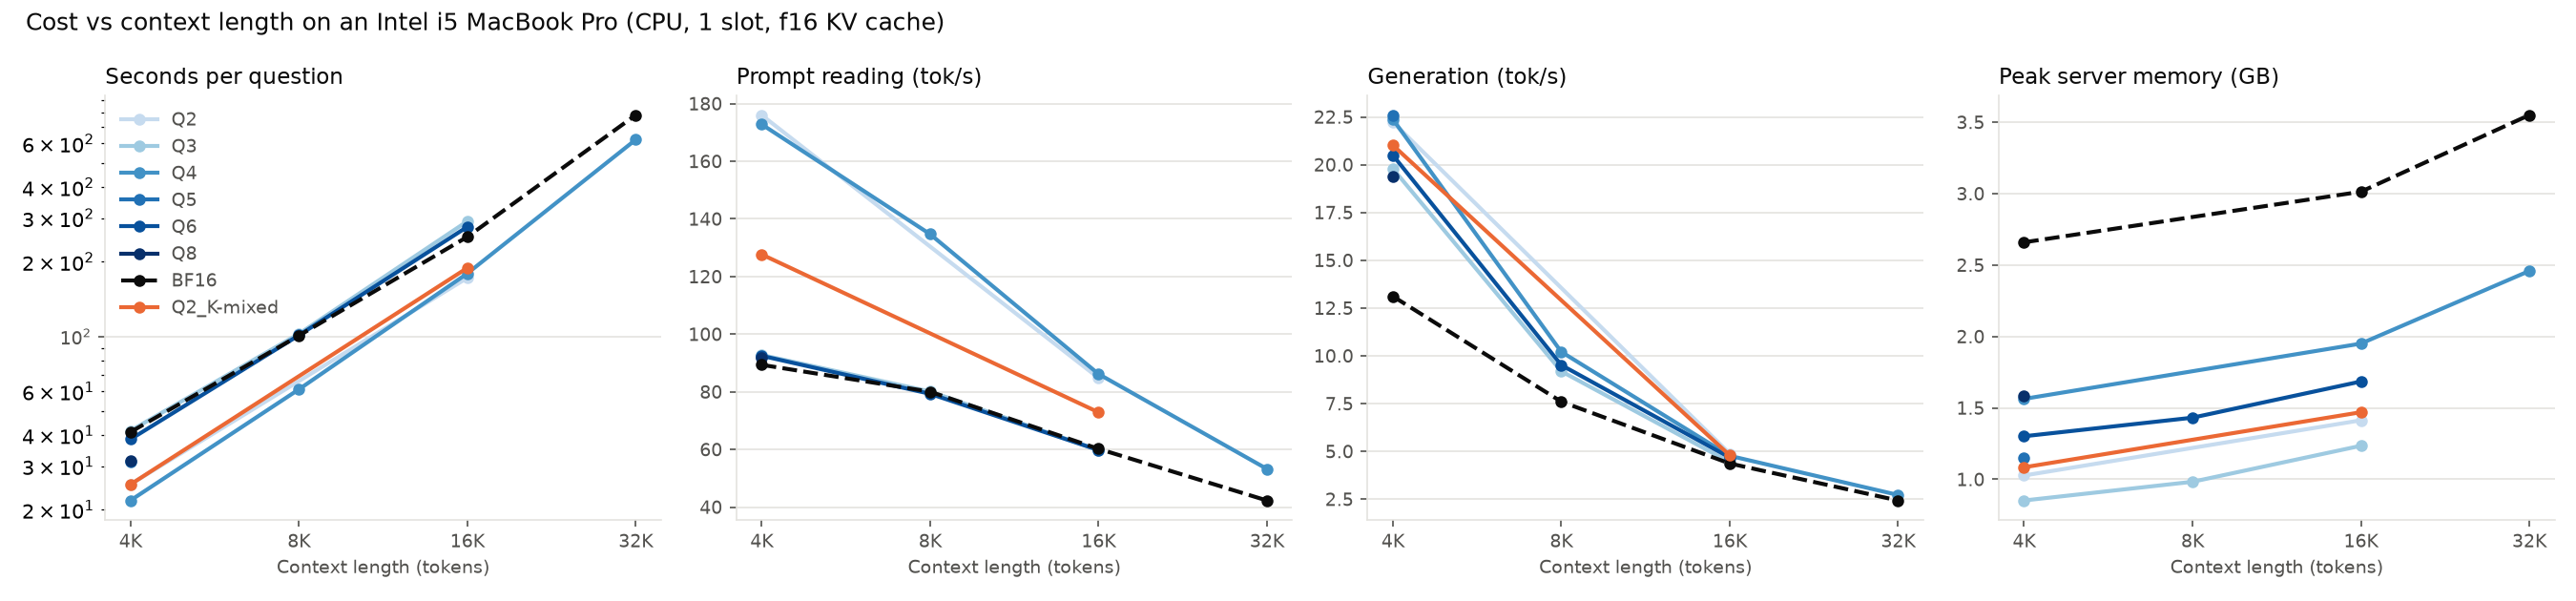 Cost vs context length on an Intel i5 MacBook Pro (CPU, 1 slot, f16 KV cache)
Seconds per question
6 × 10²
4 × 10²
3 × 10²
2 × 10²
10²
6 × 10¹
4 × 10¹
3 × 10¹
2 × 10¹
Q2
Q3
Q4
Q5
Q6
Q8
BF16
Q2_K-mixed
4K 8K 16K 32K
Context length (tokens)
Prompt reading (tok/s)
180
160
140
120
100
80
60
40
4K 8K 16K 32K
Context length (tokens)
Generation (tok/s)
22.5
20.0
17.5
15.0
12.5
10.0
7.5
5.0
2.5
4K 8K 16K 32K
Context length (tokens)
Peak server memory (GB)
3.5
3.0
2.5
2.0
1.5
1.0
4K 8K 16K 32K
Context length (tokens)